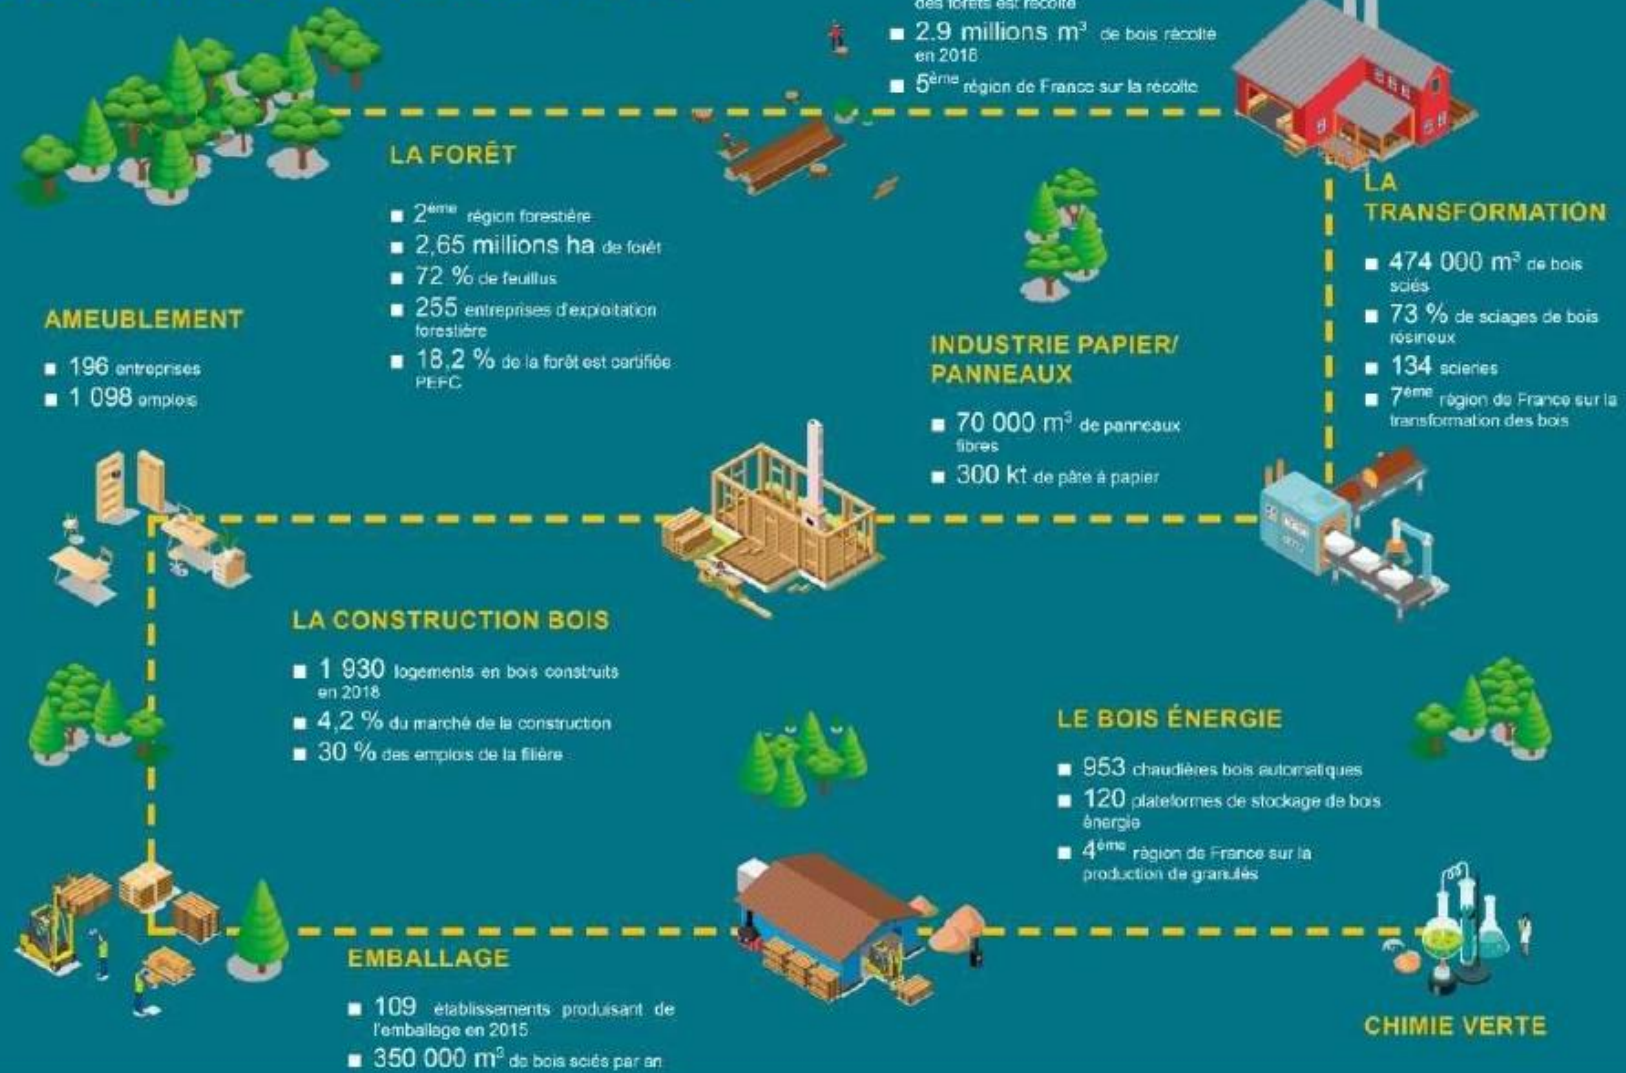 des forêts est récolté
2.9 millions m³ de bois récolté
en 2018
5ème région de France sur la récolte
LA FORÊT
2ème région forestière
2,65 millions ha de forêt
72 % de feuillus
255 entreprises d'exploitation
forestière
18,2 % de la forêt est certifiée
PEFC
LA
TRANSFORMATION
474 000 m³ de bois
sciés
73 % de sciages de bois
résineux
134 scieries
7ème région de France sur la
transformation des bois
AMEUBLEMENT
196 entreprises
1 098 emplois
INDUSTRIE PAPIER/
PANNEAUX
70 000 m³ de panneaux
fibres
300 kt de pâte à papier
LA CONSTRUCTION BOIS
1 930 logements en bois construits
en 2018
4,2 % du marché de la construction
30 % des emplois de la filière
LE BOIS ÉNERGIE
953 chaudières bois automatiques
120 plateformes de stockage de bois
énergie
4ème région de France sur la
production de granulés
EMBALLAGE
109 établissements produisant de
l'emballage en 2015
350 000 m³ de bois sciés par an
CHIMIE VERTE